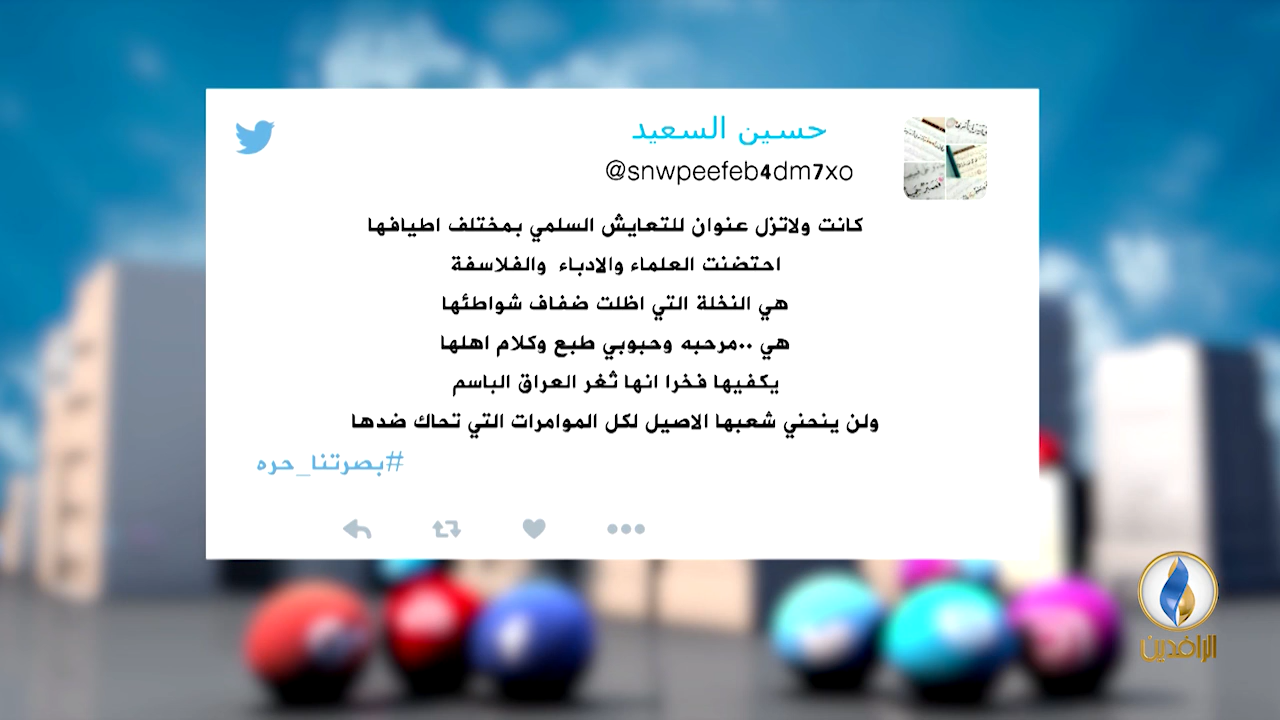 حسين السعيد
@snwpeefeb4dm7xo
كانت ولاتزل عنوان للتعايش السلمي بمختلف اطيافها
احتضنت العلماء والادباء والفلاسفة
هي النخلة التي اظلت ضفاف شواطئها
هي ..مرحبه وحبوبي طبع وكلام اهلها
يكفيها فخرا انها ثغر العراق الباسم
ولن ينحني شعبها الاصيل لكل الموامرات التي تحاك ضدها
#بصرتنا_حره
الرافدين